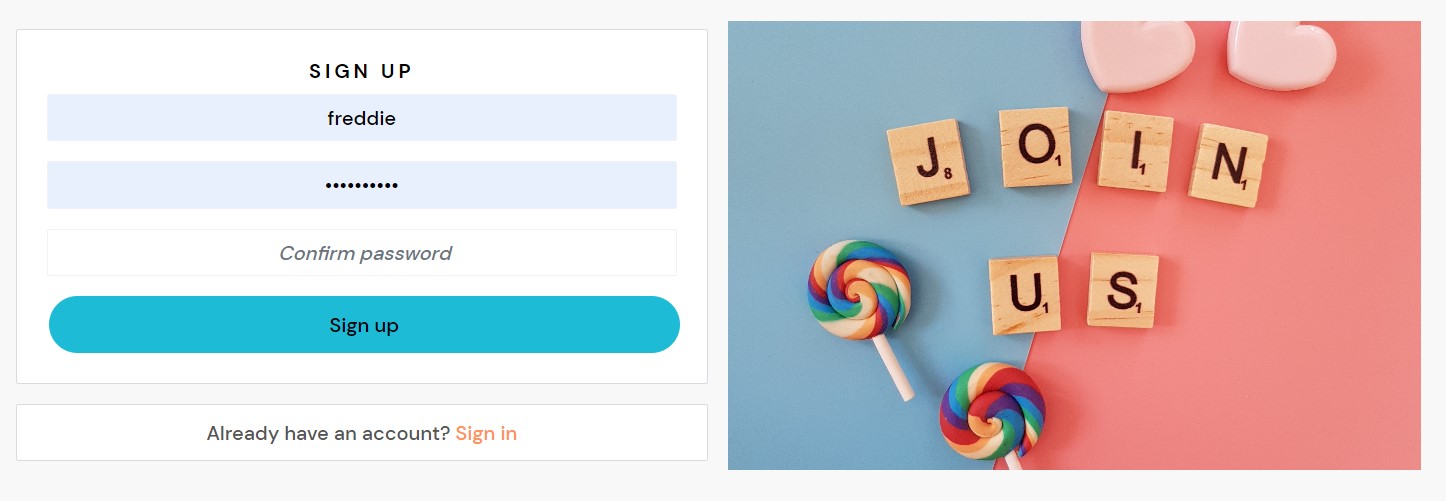 SIGN UP
freddie
••••••••••
Confirm password
Sign up
Already have an account? Sign in
J8 O1 I1 N1
U1 S1